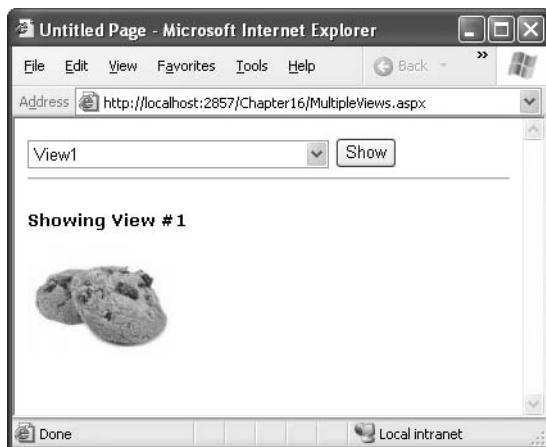 Untitled Page - Microsoft Internet Explorer
File Edit View Favorites Tools Help Back »
Address http://localhost:2857/Chapter16/MultipleViews.aspx
View1 Show
Showing View #1
Done Local intranet